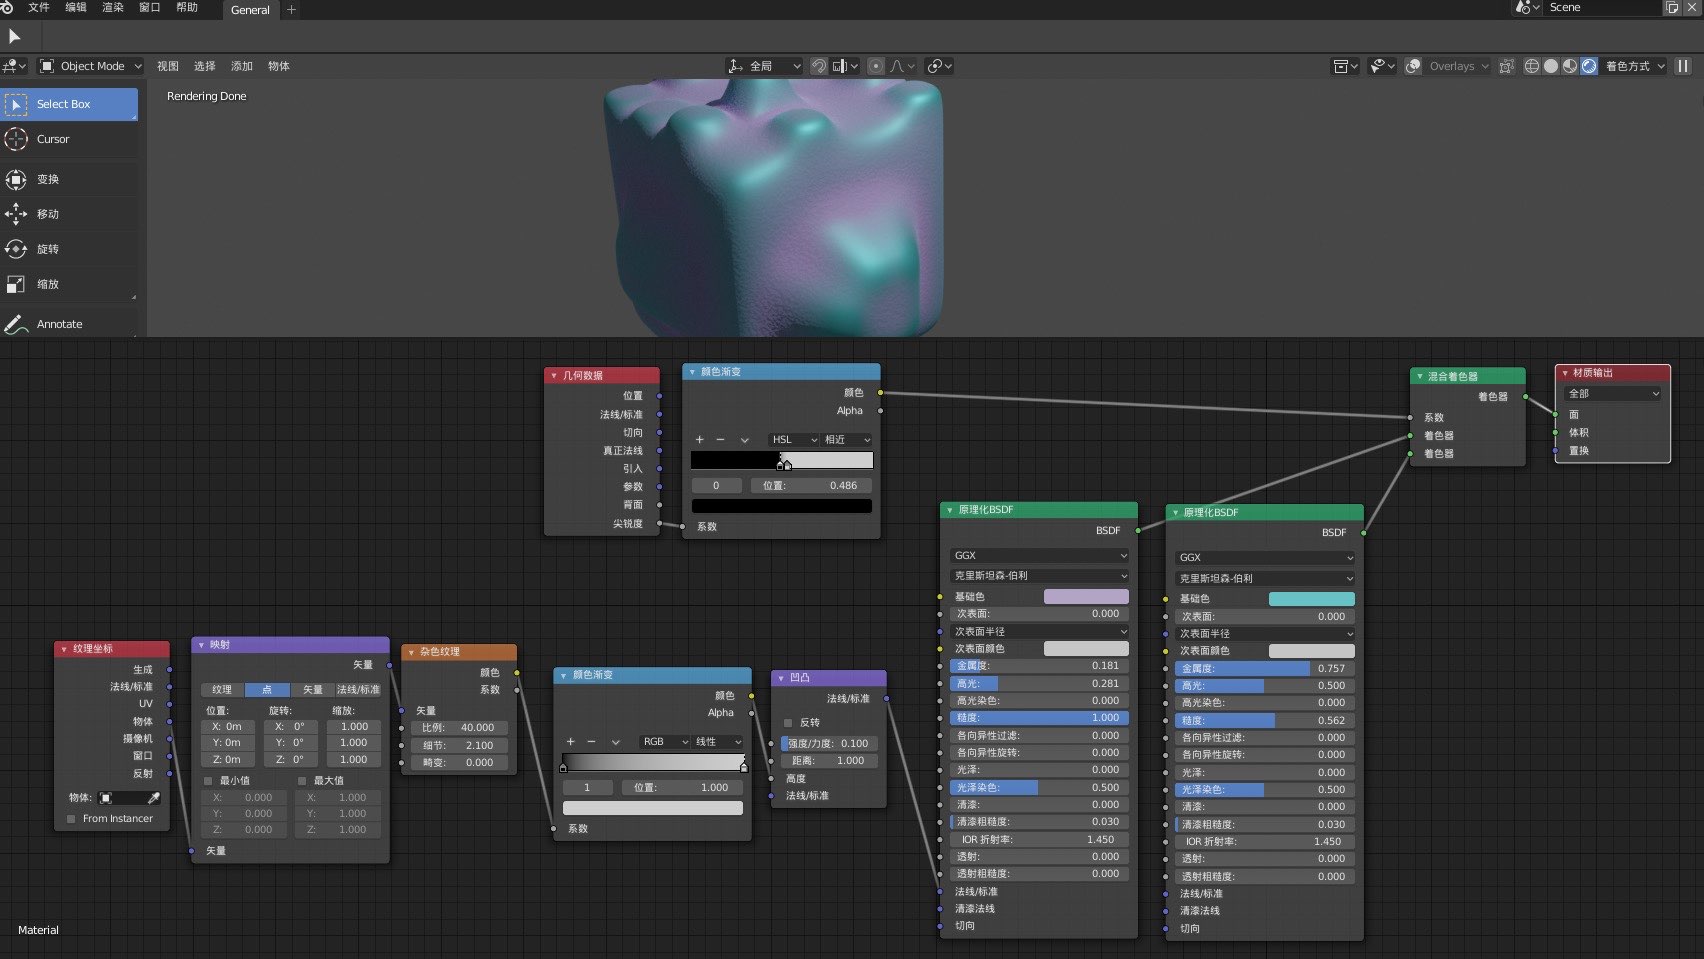 文件 编辑 渲染 窗口 帮助 General + Scene
Object Mode 视图 选择 添加 物体 全局 Overlays 着色方式
Rendering Done
Select Box
Cursor
变换
移动
旋转
缩放
Annotate
几何数据
位置
法线/标准
切向
真正法线
引入
参数
背面
尖锐度
颜色渐变
颜色
Alpha
HSL 相近
0 位置: 0.486
系数
混合着色器
着色器
系数
着色器
着色器
材质输出
全部
面
体积
置换
纹理坐标
生成
法线/标准
UV
物体
摄像机
窗口
反射
物体:
From Instancer
映射
矢量
纹理 点 矢量 法线/标准
位置: 旋转: 缩放:
X: 0m X: 0° 1.000
Y: 0m Y: 0° 1.000
Z: 0m Z: 0° 1.000
最小值 最大值
X: 0.000 X: 1.000
Y: 0.000 Y: 1.000
Z: 0.000 Z: 1.000
矢量
杂色纹理
颜色
系数
矢量
比例: 40.000
细节: 2.100
畸变: 0.000
颜色渐变
颜色
Alpha
RGB 线性
1 位置: 1.000
系数
凹凸
法线/标准
反转
强度/力度: 0.100
距离: 1.000
高度
法线/标准
原理化BSDF
BSDF
GGX
克里斯坦森-伯利
基础色
次表面: 0.000
次表面半径
次表面颜色
金属度: 0.181
高光: 0.281
高光染色: 0.000
糙度: 1.000
各向异性过滤: 0.000
各向异性旋转: 0.000
光泽: 0.000
光泽染色: 0.500
清漆: 0.000
清漆粗糙度: 0.030
IOR 折射率: 1.450
透射: 0.000
透射粗糙度: 0.000
法线/标准
清漆法线
切向
原理化BSDF
BSDF
GGX
克里斯坦森-伯利
基础色
次表面: 0.000
次表面半径
次表面颜色
金属度: 0.757
高光: 0.500
高光染色: 0.000
糙度: 0.562
各向异性过滤: 0.000
各向异性旋转: 0.000
光泽: 0.000
光泽染色: 0.500
清漆: 0.000
清漆粗糙度: 0.030
IOR 折射率: 1.450
透射: 0.000
透射粗糙度: 0.000
法线/标准
清漆法线
切向
Material